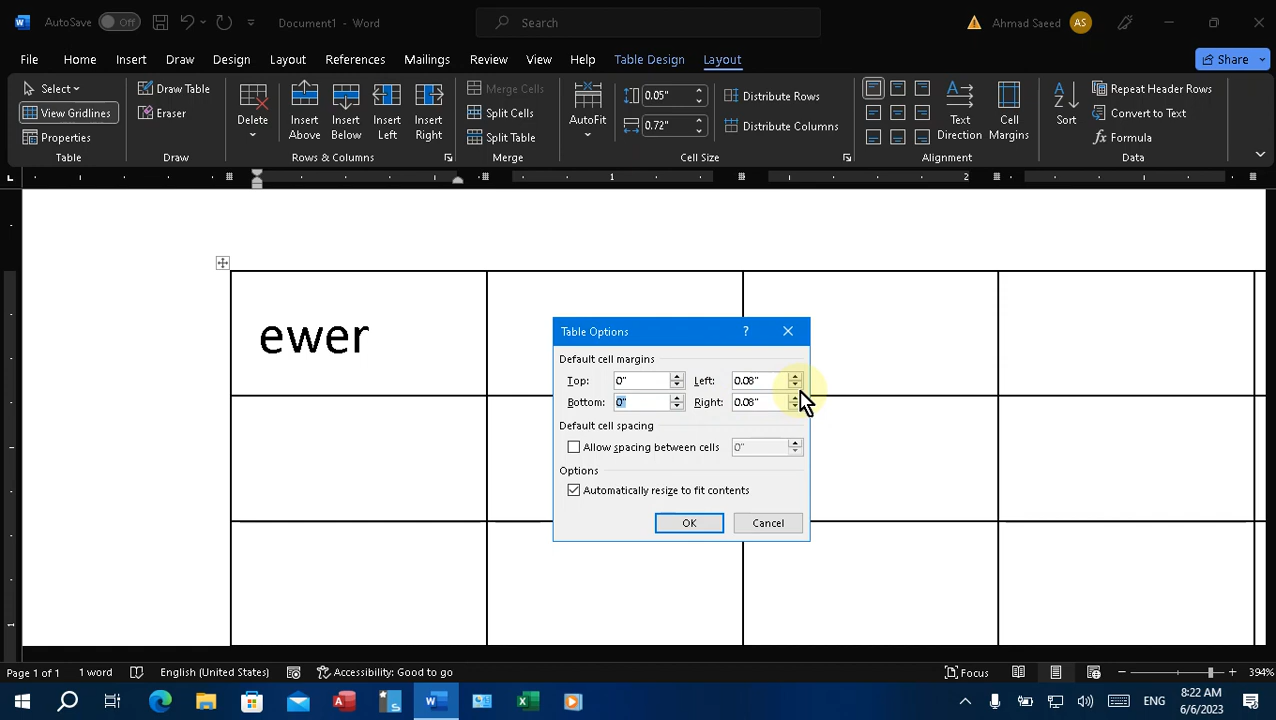 AutoSave Off Document1 - Word Search Ahmad Saeed AS
File Home Insert Draw Design Layout References Mailings Review View Help Table Design Layout Share
Select
View Gridlines
Properties
Table
Draw Table
Eraser
Draw
Delete
Insert
Above
Insert
Below
Insert
Left
Insert
Right
Rows & Columns
Merge Cells
Split Cells
Split Table
Merge
AutoFit
0.05"
0.72"
Distribute Rows
Distribute Columns
Cell Size
Text
Direction
Cell
Margins
Alignment
Sort
Repeat Header Rows
Convert to Text
Formula
Data
1 2
ewer
Table Options ?
Default cell margins
Top: 0" Left: 0.08"
Bottom: 0" Right: 0.08"
Default cell spacing
Allow spacing between cells 0"
Options
Automatically resize to fit contents
OK Cancel
1
Page 1 of 1 1 word English (United States) Accessibility: Good to go Focus 394%
ENG 8:22 AM
6/6/2023